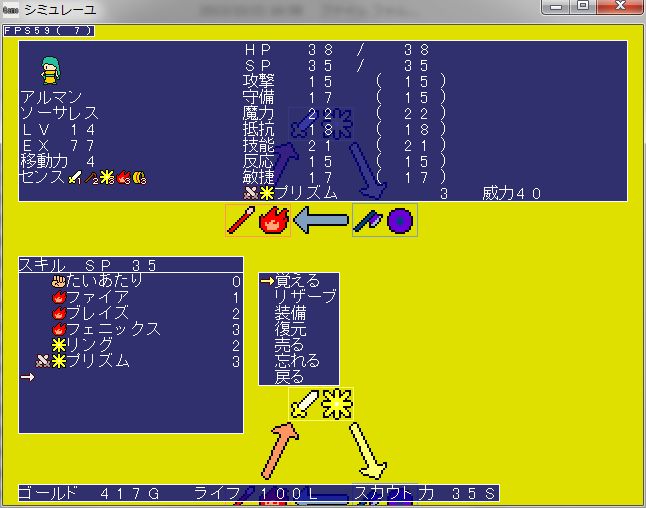 シミュレーユ
FPS59( 7)
アルマン
ソーサレス
LV 14
EX 77
移動力 4
センス 1 2 3 3 3
HP 38 / 38
SP 35 / 35
攻撃 15 ( 15)
守備 17 ( 15)
魔力 22 ( 22)
抵抗 18 ( 18)
技能 21 ( 21)
反応 15 ( 15)
敏捷 17 ( 17)
プリズム 3 威力40
スキル SP 35
たいあたり 0
ファイア 1
ブレイズ 2
フェニックス 3
リング 2
プリズム 3
覚える
リザーブ
装備
復元
売る
忘れる
戻る
ゴールド 417G ライフ 100L スカウト力 35S